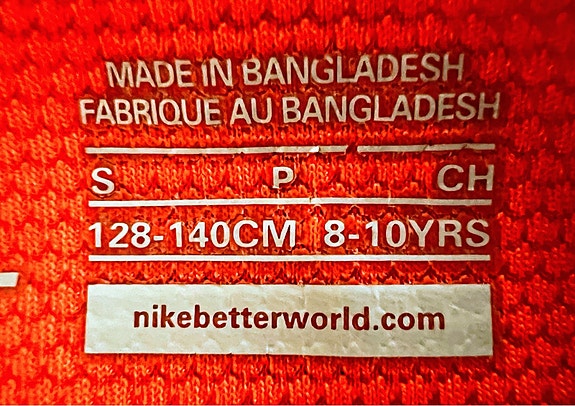 MADE IN BANGLADESH
FABRIQUE AU BANGLADESH
S P CH
128-140CM 8-10YRS
nikebetterworld.com